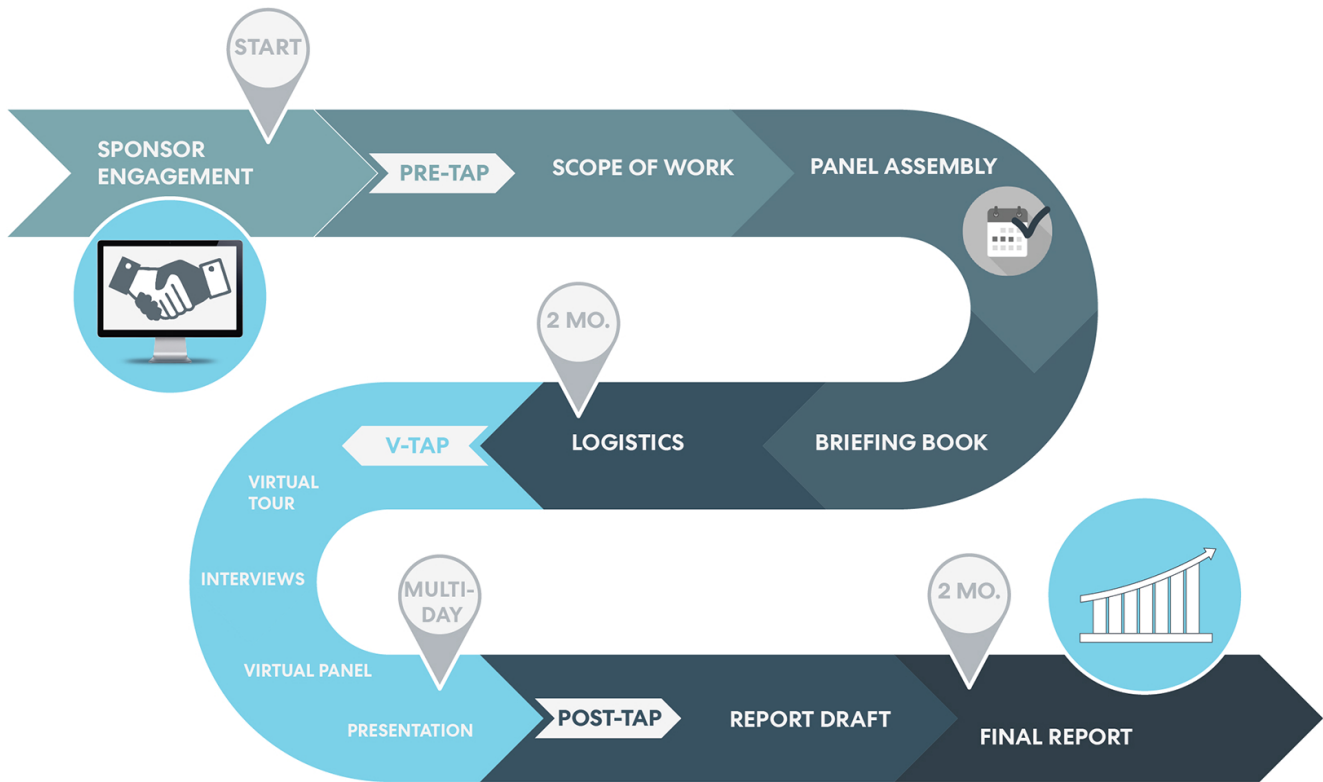 START
SPONSOR
ENGAGEMENT
PRE-TAP
SCOPE OF WORK
PANEL ASSEMBLY
2 MO.
BRIEFING BOOK
LOGISTICS
V-TAP
VIRTUAL
TOUR
INTERVIEWS
VIRTUAL PANEL
PRESENTATION
MULTI-
DAY
POST-TAP
REPORT DRAFT
2 MO.
FINAL REPORT